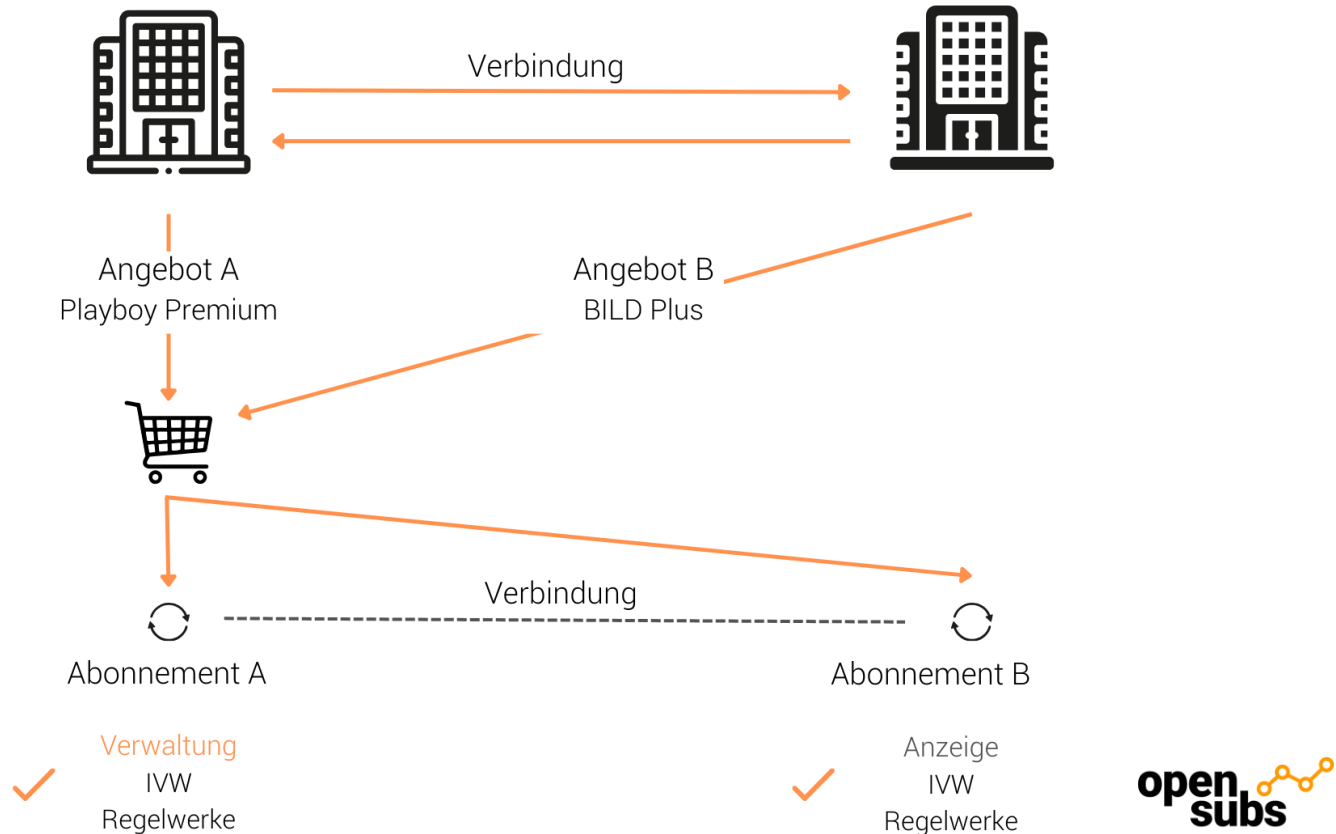 Verbindung
Angebot A
Playboy Premium
Angebot B
BILD Plus
Verbindung
Abonnement A
Abonnement B
Verwaltung
IVW
Regelwerke
Anzeige
IVW
Regelwerke
open
subs